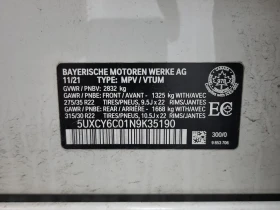 BAYERISCHE MOTOREN WERKE AG
11/21 TYPE: MPV / VTUM
GVWR / PNBV: 2832 kg
GAWR / PNBE: FRONT / AVANT - 1325 kg WITH/AVEC
275/35 R22 TIRES/PNEUS, 9.5J x 22 RIMS/JANTES
GAWR / PNBE: REAR / ARRIERE - 1668 kg WITH/AVEC
315/30 R22 TIRES/PNEUS, 10.5J x 22 RIMS/JANTES
5UXCY6C01N9K35190
EC
300/0